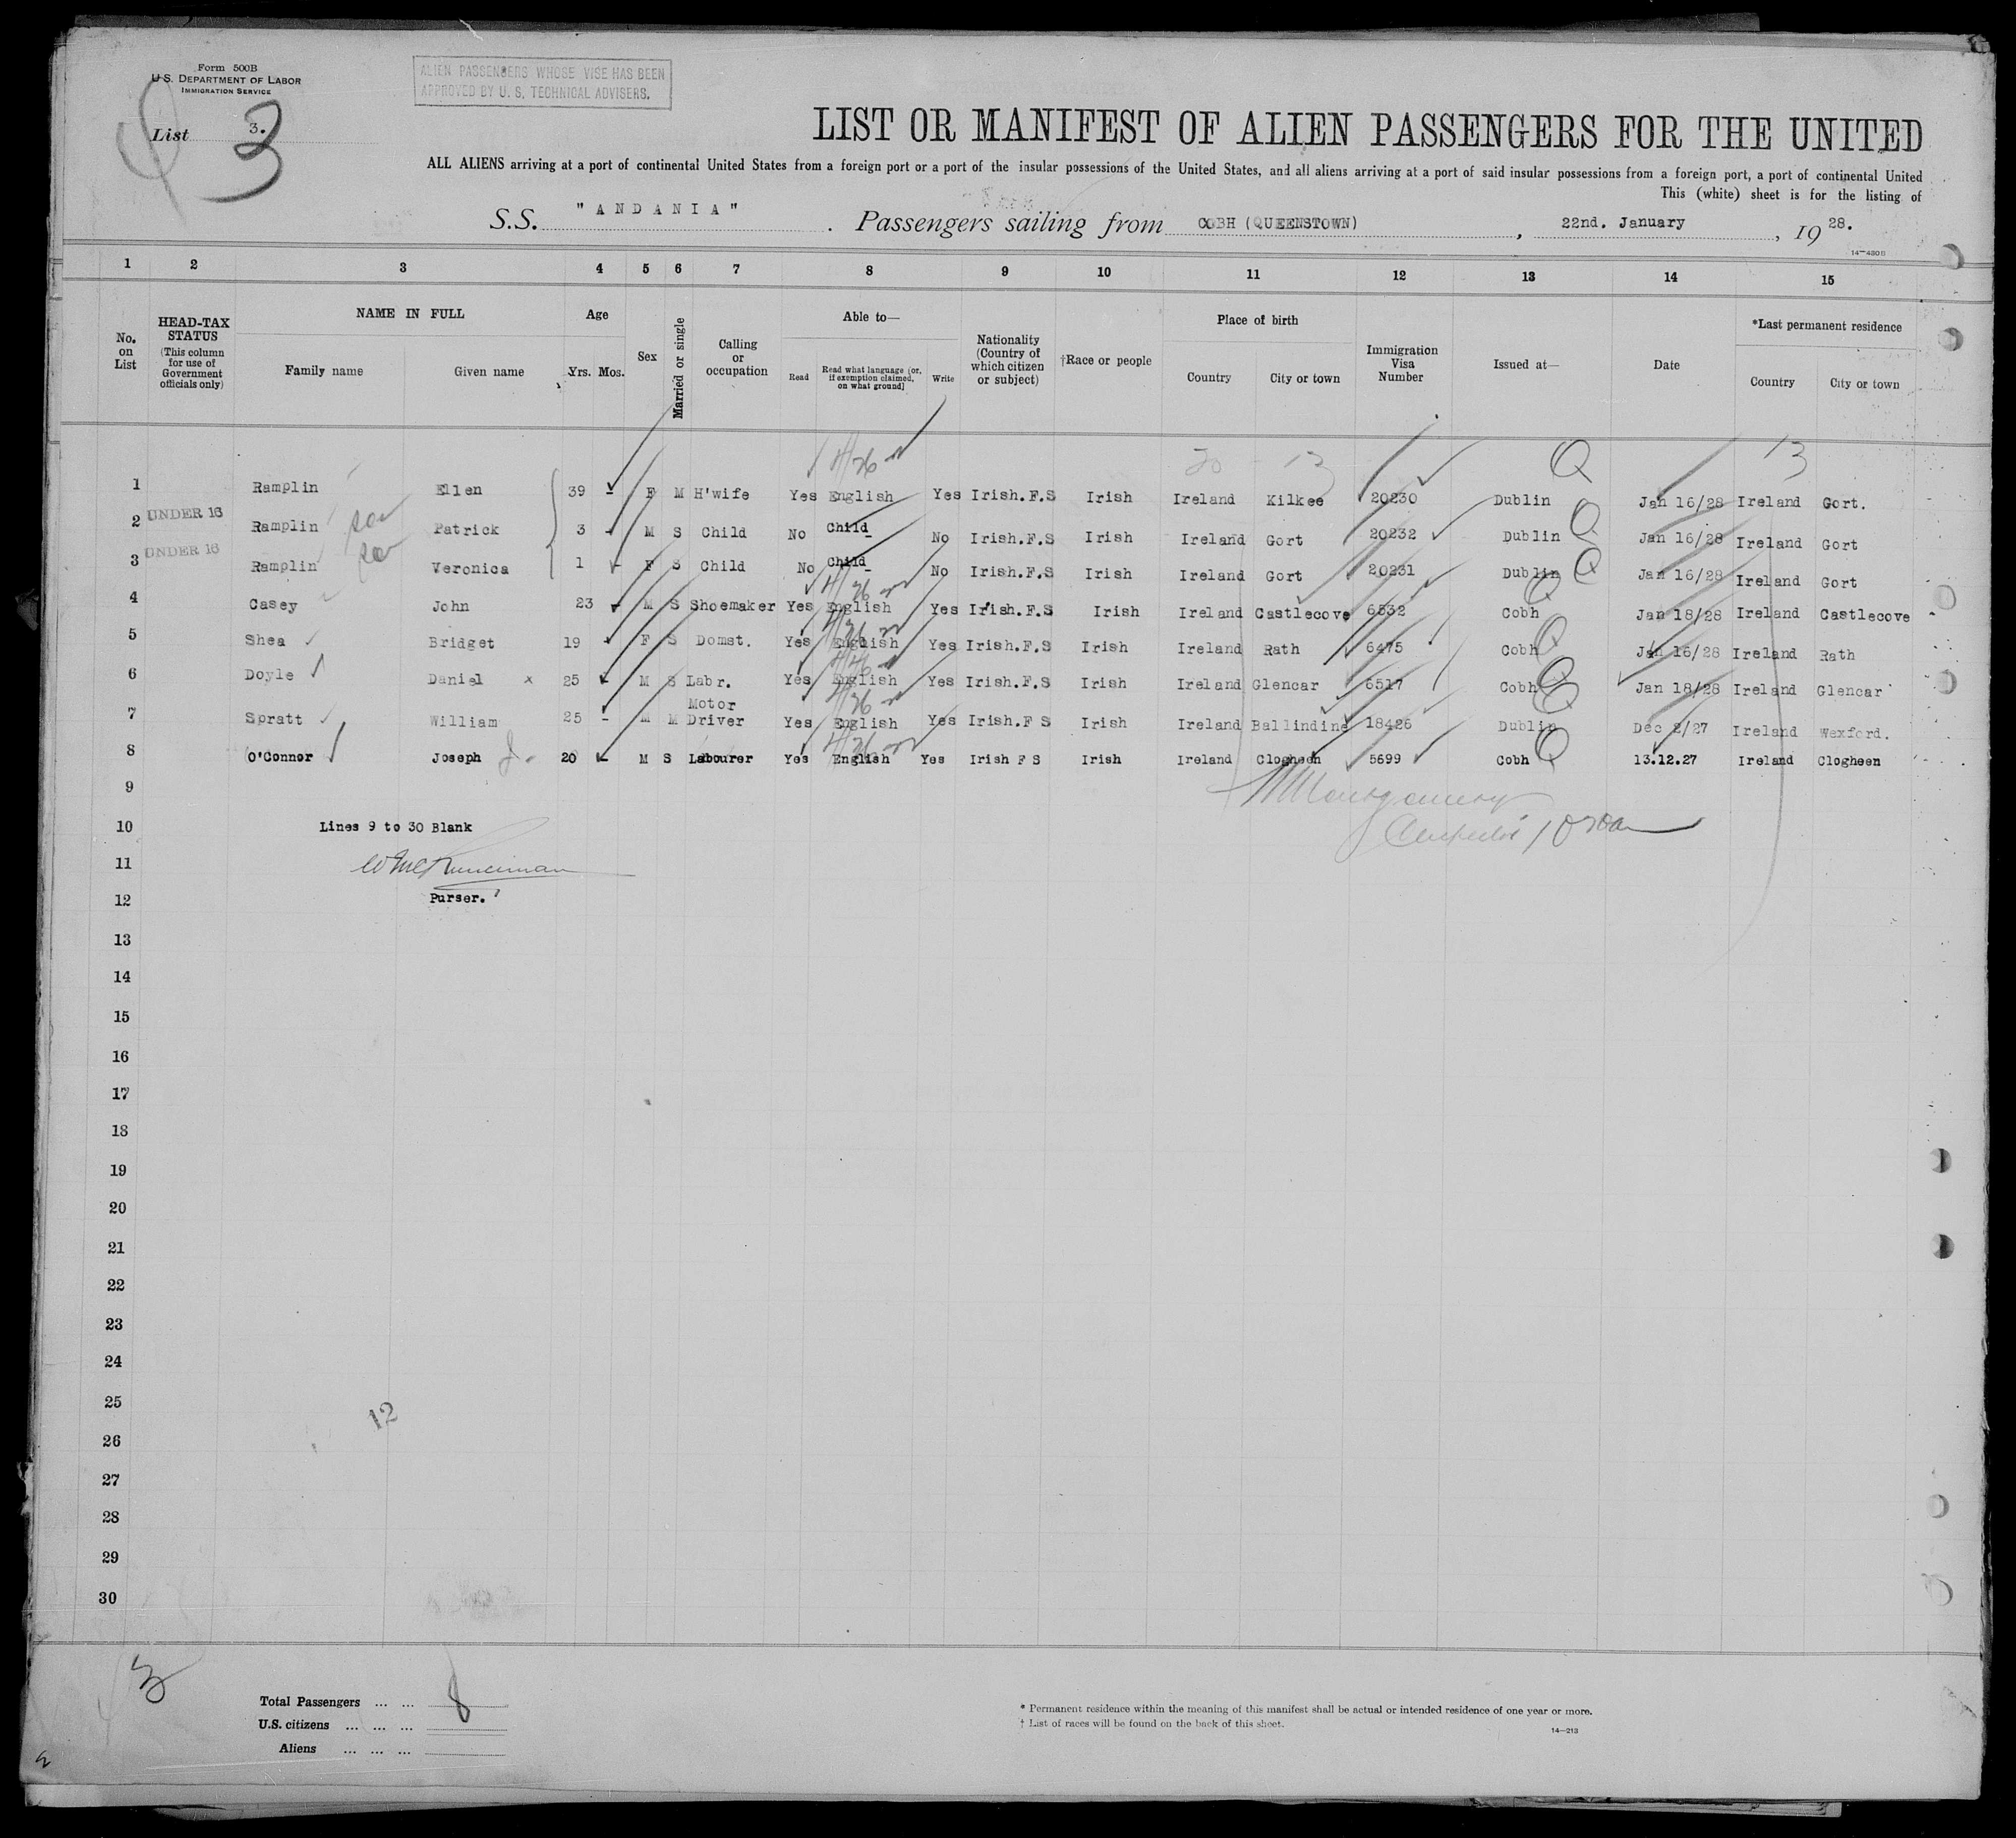 Form 500B
U.S. DEPARTMENT OF LABOR
IMMIGRATION SERVICE
ALIEN PASSENGERS WHOSE VISE HAS BEEN
APPROVED BY U. S. TECHNICAL ADVISERS.
List 3. 3
LIST OR MANIFEST OF ALIEN PASSENGERS FOR THE UNITED
ALL ALIENS arriving at a port of continental United States from a foreign port or a port of the insular possessions of the United States, and all aliens arriving at a port of said insular possessions from a foreign port, a port of continental United
This (white) sheet is for the listing of
S.S. "ANDANIA". Passengers sailing from COBH (QUEENSTOWN), 22nd. January, 1928.
14-430B
1 2 3 4 5 6 7 8 9 10 11 12 13 14 15
No. on List
HEAD-TAX STATUS (This column for use of Government officials only)
NAME IN FULL
Family name Given name
Age
Yrs. Mos.
Sex
Married or single
Calling or occupation
Able to—
Read
Read what language (or, if exemption claimed, on what ground)
Write
Nationality (Country of which citizen or subject)
†Race or people
Place of birth
Country City or town
Immigration Visa Number
Issued at—
Date
*Last permanent residence
Country City or town
1 Ramplin Ellen 39 - F M H'wife Yes English Yes Irish.F.S Irish Ireland Kilkee 20230 Dublin Jan 16/28 Ireland Gort.
2 UNDER 16 Ramplin Patrick 3 - M S Child No Child No Irish.F.S Irish Ireland Gort 20232 Dublin Jan 16/28 Ireland Gort
3 UNDER 16 Ramplin Veronica 1 - F S Child No Child No Irish.F.S Irish Ireland Gort 20231 Dublin Jan 16/28 Ireland Gort
4 Casey John 23 - M S Shoemaker Yes English Yes Irish.F.S Irish Ireland Castlecove 6532 Cobh Jan 18/28 Ireland Castlecove
5 Shea Bridget 19 F S Domst. Yes English Yes Irish.F.S Irish Ireland Rath 6475 Cobh Jan 16/28 Ireland Rath
6 Doyle Daniel x 25 M S Labr. Yes English Yes Irish.F.S Irish Ireland Glencar 6517 Cobh Jan 18/28 Ireland Glencar
7 Spratt William 25 - M M Motor Driver Yes English Yes Irish.F S Irish Ireland Ballindine 18426 Dublin Dec 2/27 Ireland Wexford.
8 O'Connor Joseph J. 20 M S Labourer Yes English Yes Irish F S Irish Ireland Clogheen 5699 Cobh 13.12.27 Ireland Clogheen
9
10 Lines 9 to 30 Blank
11
12 Purser.
13
14
15
16
17
18
19
20
21
22
23
24
25
12
26
27
28
29
30
3
Total Passengers ... ... 8
U.S. citizens ... ... ...
Aliens ... ... ...
* Permanent residence within the meaning of this manifest shall be actual or intended residence of one year or more.
† List of races will be found on the back of this sheet.
14-213